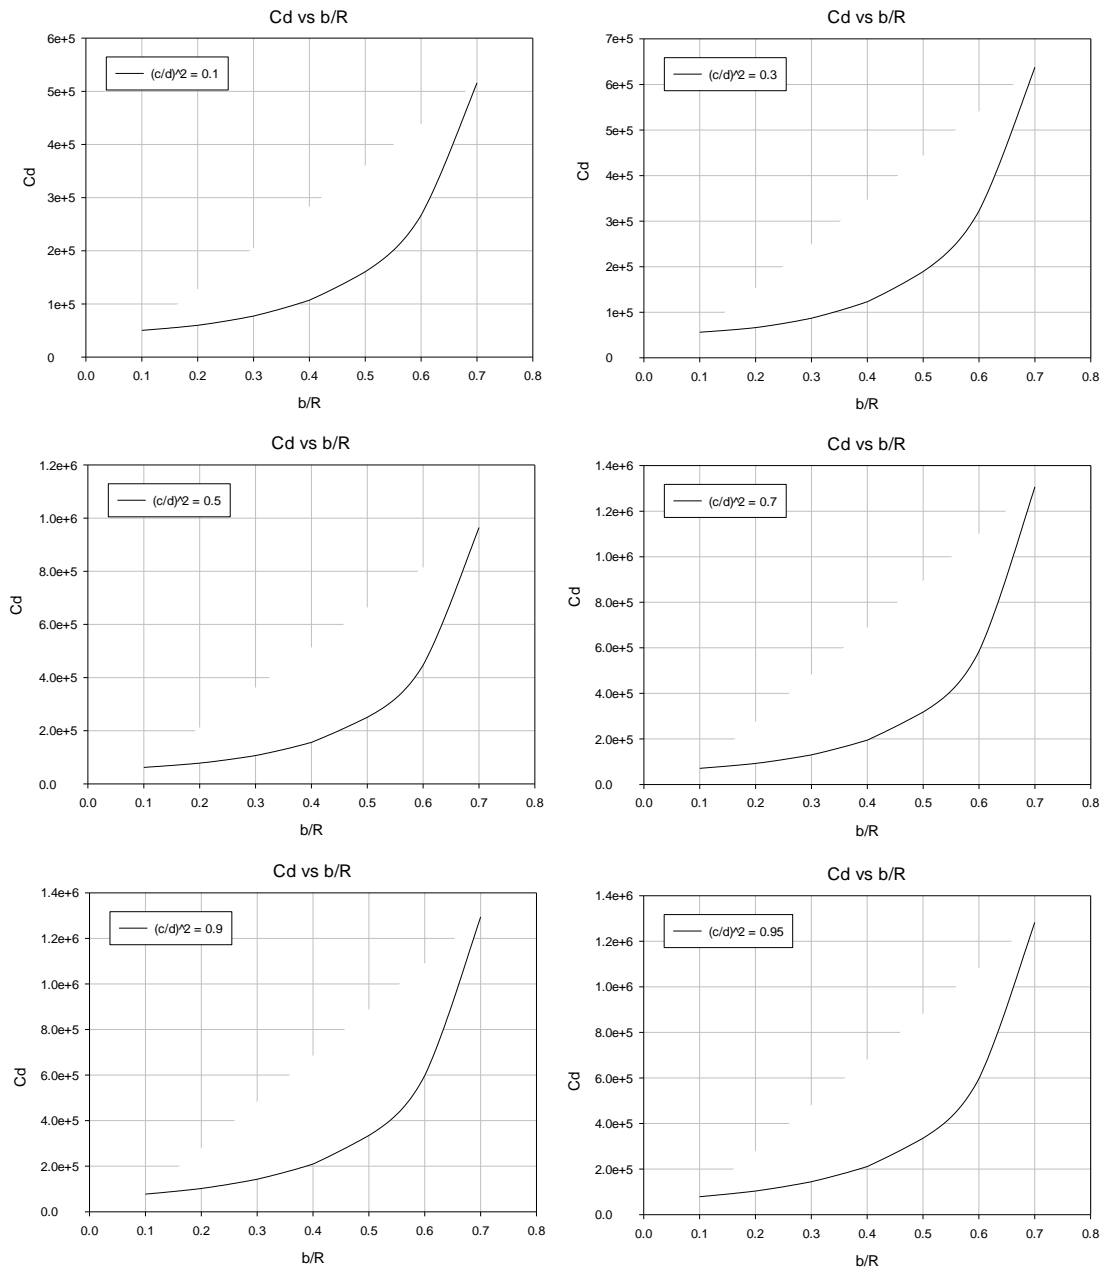 Cd vs b/R
6e+5
(c/d)^2 = 0.1
5e+5
4e+5
Cd
3e+5
2e+5
1e+5
0
0.0 0.1 0.2 0.3 0.4 0.5 0.6 0.7 0.8
b/R
Cd vs b/R
7e+5
(c/d)^2 = 0.3
6e+5
5e+5
4e+5
Cd
3e+5
2e+5
1e+5
0
0.0 0.1 0.2 0.3 0.4 0.5 0.6 0.7 0.8
b/R
Cd vs b/R
1.2e+6
(c/d)^2 = 0.5
1.0e+6
8.0e+5
Cd
6.0e+5
4.0e+5
2.0e+5
0.0
0.0 0.1 0.2 0.3 0.4 0.5 0.6 0.7 0.8
b/R
Cd vs b/R
1.4e+6
(c/d)^2 = 0.7
1.2e+6
1.0e+6
Cd
8.0e+5
6.0e+5
4.0e+5
2.0e+5
0.0
0.0 0.1 0.2 0.3 0.4 0.5 0.6 0.7 0.8
b/R
Cd vs b/R
1.4e+6
(c/d)^2 = 0.9
1.2e+6
1.0e+6
8.0e+5
Cd
6.0e+5
4.0e+5
2.0e+5
0.0
0.0 0.1 0.2 0.3 0.4 0.5 0.6 0.7 0.8
b/R
Cd vs b/R
1.4e+6
(c/d)^2 = 0.95
1.2e+6
1.0e+6
8.0e+5
Cd
6.0e+5
4.0e+5
2.0e+5
0.0
0.0 0.1 0.2 0.3 0.4 0.5 0.6 0.7 0.8
b/R